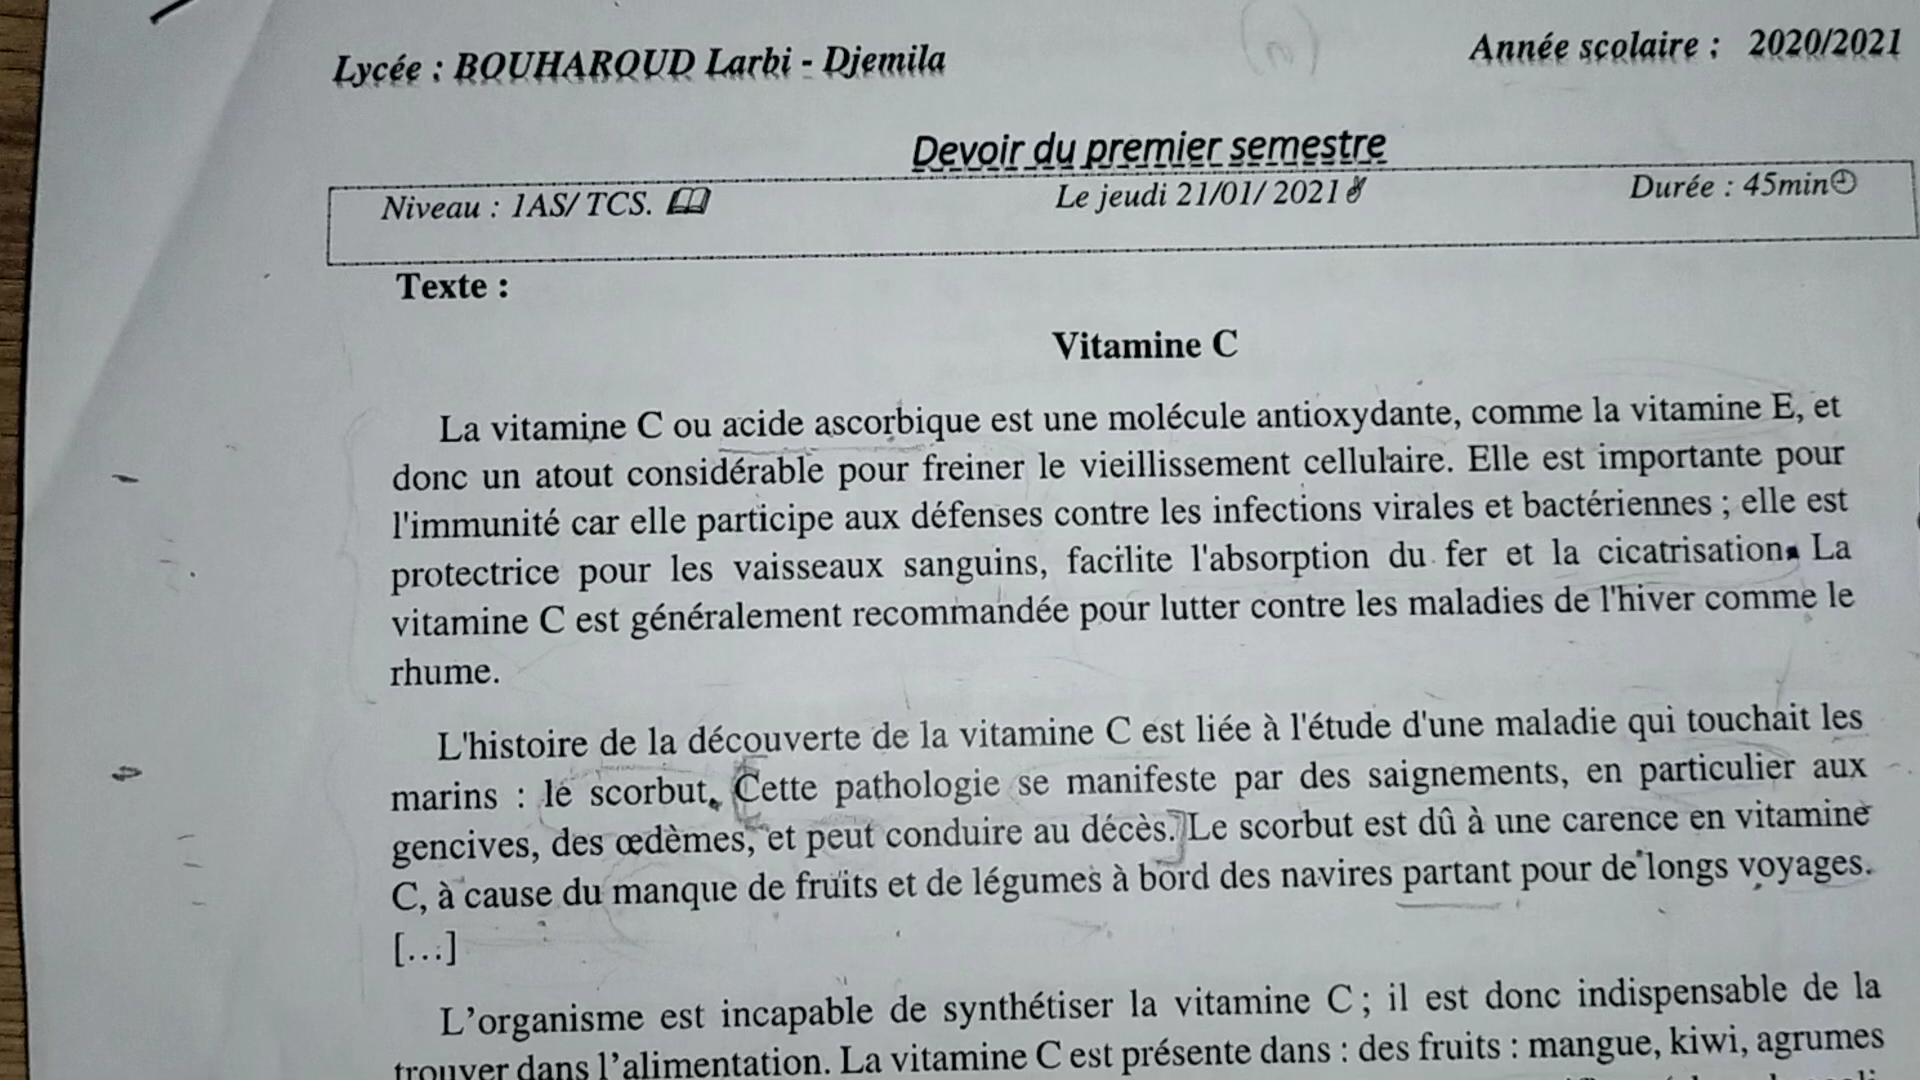 Lycée : BOUHAROUD Larbi - Djemila
Année scolaire : 2020/2021
Devoir du premier semestre
Niveau : 1AS/ TCS.
Le jeudi 21/01/ 2021
Durée : 45min
Texte :
Vitamine C
La vitamine C ou acide ascorbique est une molécule antioxydante, comme la vitamine E, et
donc un atout considérable pour freiner le vieillissement cellulaire. Elle est importante pour
l'immunité car elle participe aux défenses contre les infections virales et bactériennes ; elle est
protectrice pour les vaisseaux sanguins, facilite l'absorption du fer et la cicatrisation. La
vitamine C est généralement recommandée pour lutter contre les maladies de l'hiver comme le
rhume.
L'histoire de la découverte de la vitamine C est liée à l'étude d'une maladie qui touchait les
marins : le scorbut. Cette pathologie se manifeste par des saignements, en particulier aux
gencives, des œdèmes, et peut conduire au décès. Le scorbut est dû à une carence en vitamine
C, à cause du manque de fruits et de légumes à bord des navires partant pour de longs voyages.
[…]
L’organisme est incapable de synthétiser la vitamine C ; il est donc indispensable de la
trouver dans l’alimentation. La vitamine C est présente dans : des fruits : mangue, kiwi, agrumes